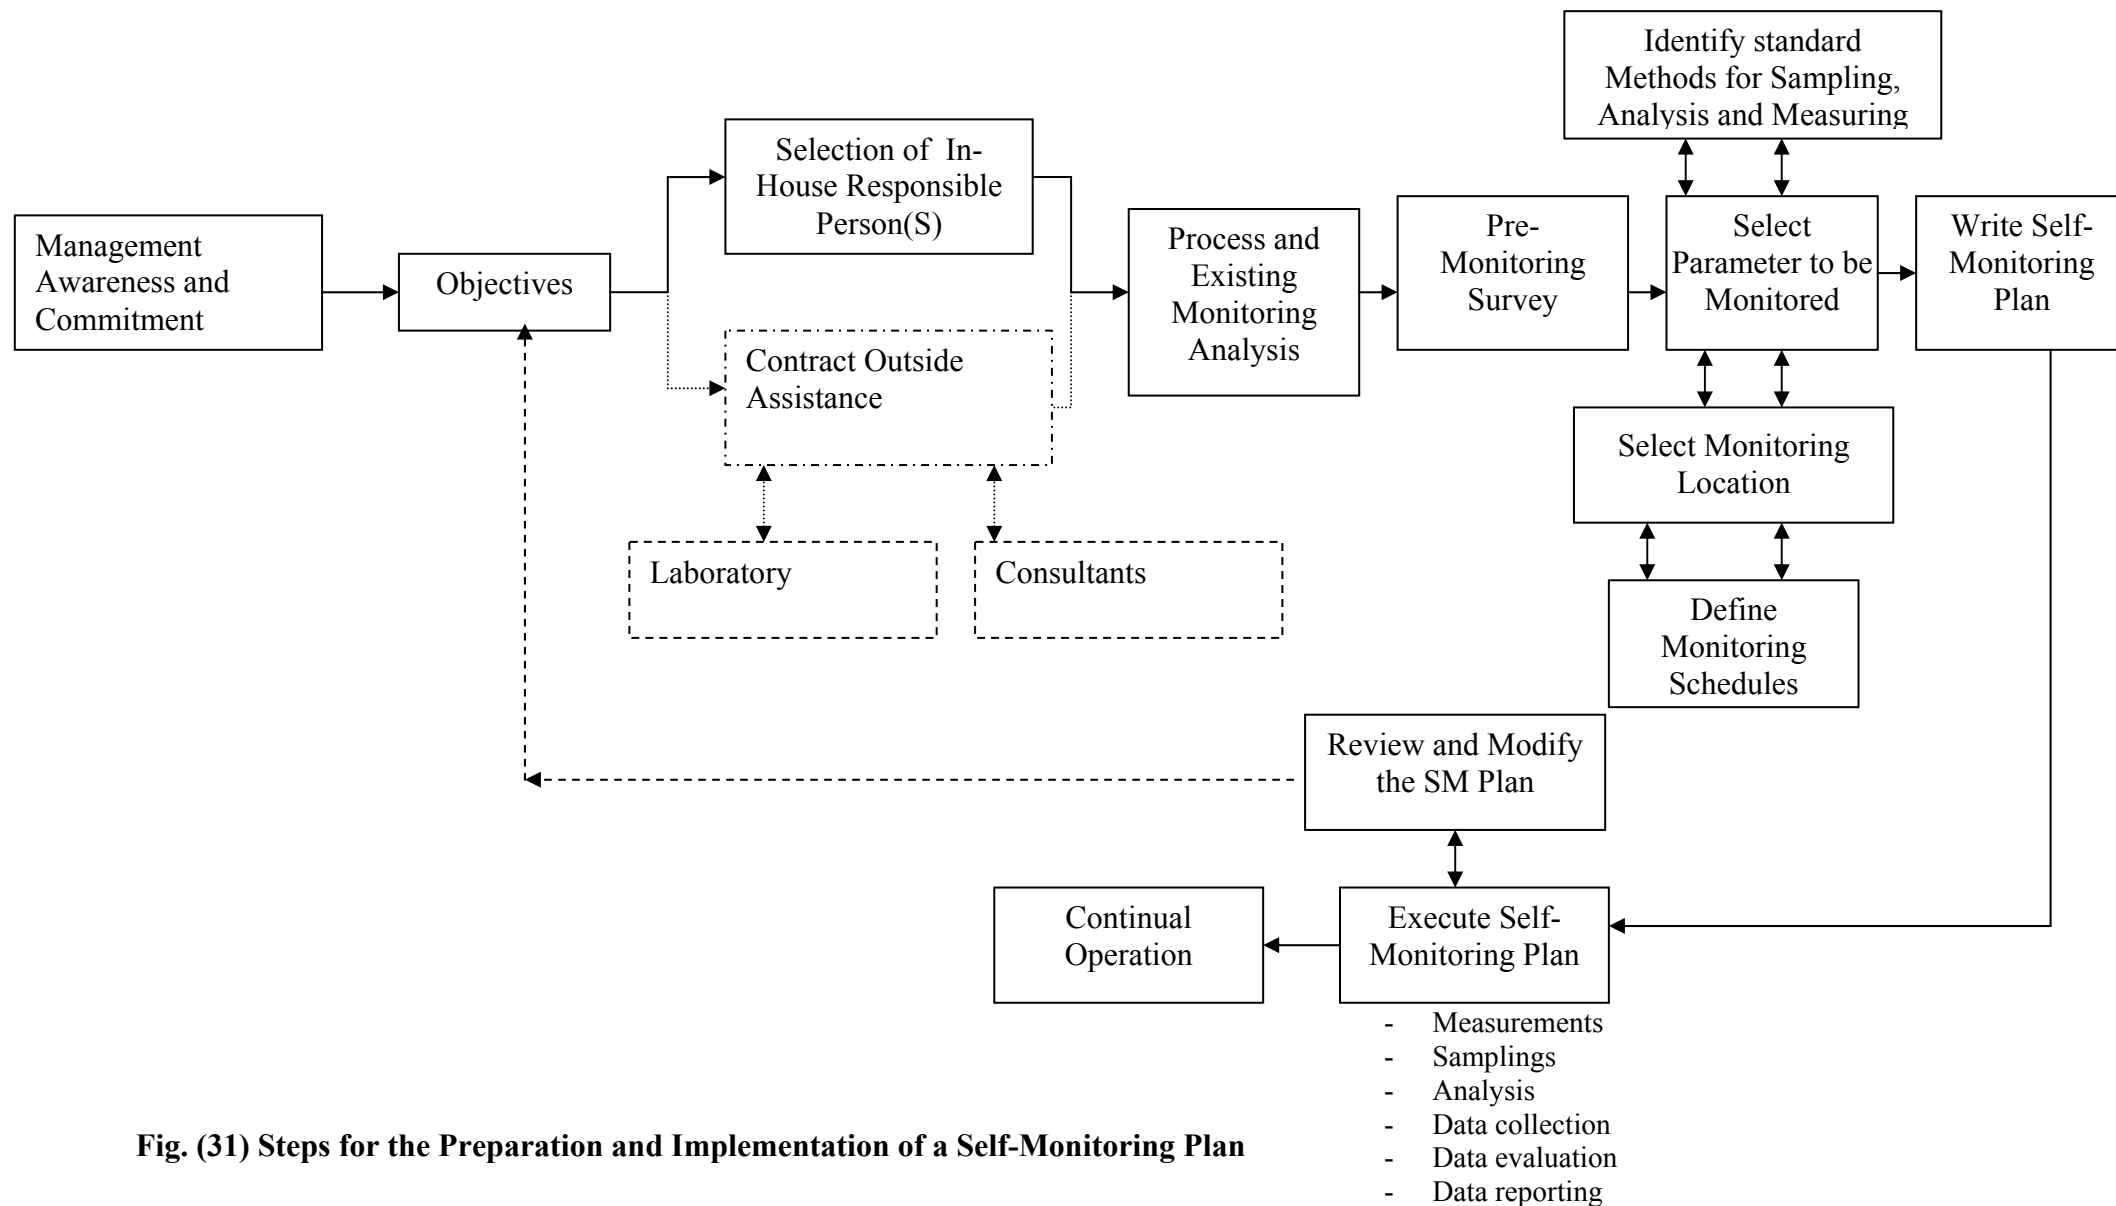 Management
Awareness and
Commitment
Objectives
Selection of In-
House Responsible
Person(S)
Contract Outside
Assistance
Laboratory
Consultants
Process and
Existing
Monitoring
Analysis
Pre-
Monitoring
Survey
Identify standard
Methods for Sampling,
Analysis and Measuring
Select
Parameter to be
Monitored
Write Self-
Monitoring
Plan
Select Monitoring
Location
Define
Monitoring
Schedules
Review and Modify
the SM Plan
Execute Self-
Monitoring Plan
Continual
Operation
- Measurements
- Samplings
- Analysis
- Data collection
- Data evaluation
- Data reporting
Fig. (31) Steps for the Preparation and Implementation of a Self-Monitoring Plan